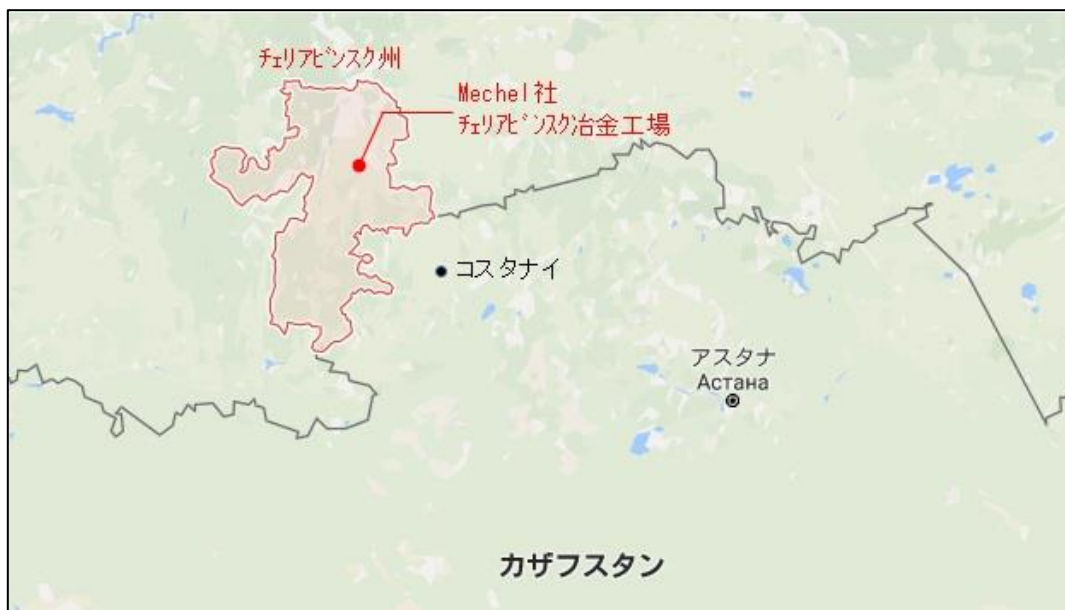 ﾁｪﾘｱﾋﾞﾝｽｸ州
Mechel社
ﾁｪﾘｱﾋﾞﾝｽｸ冶金工場
コスタナイ
アスタナ
Астана
カザフスタン